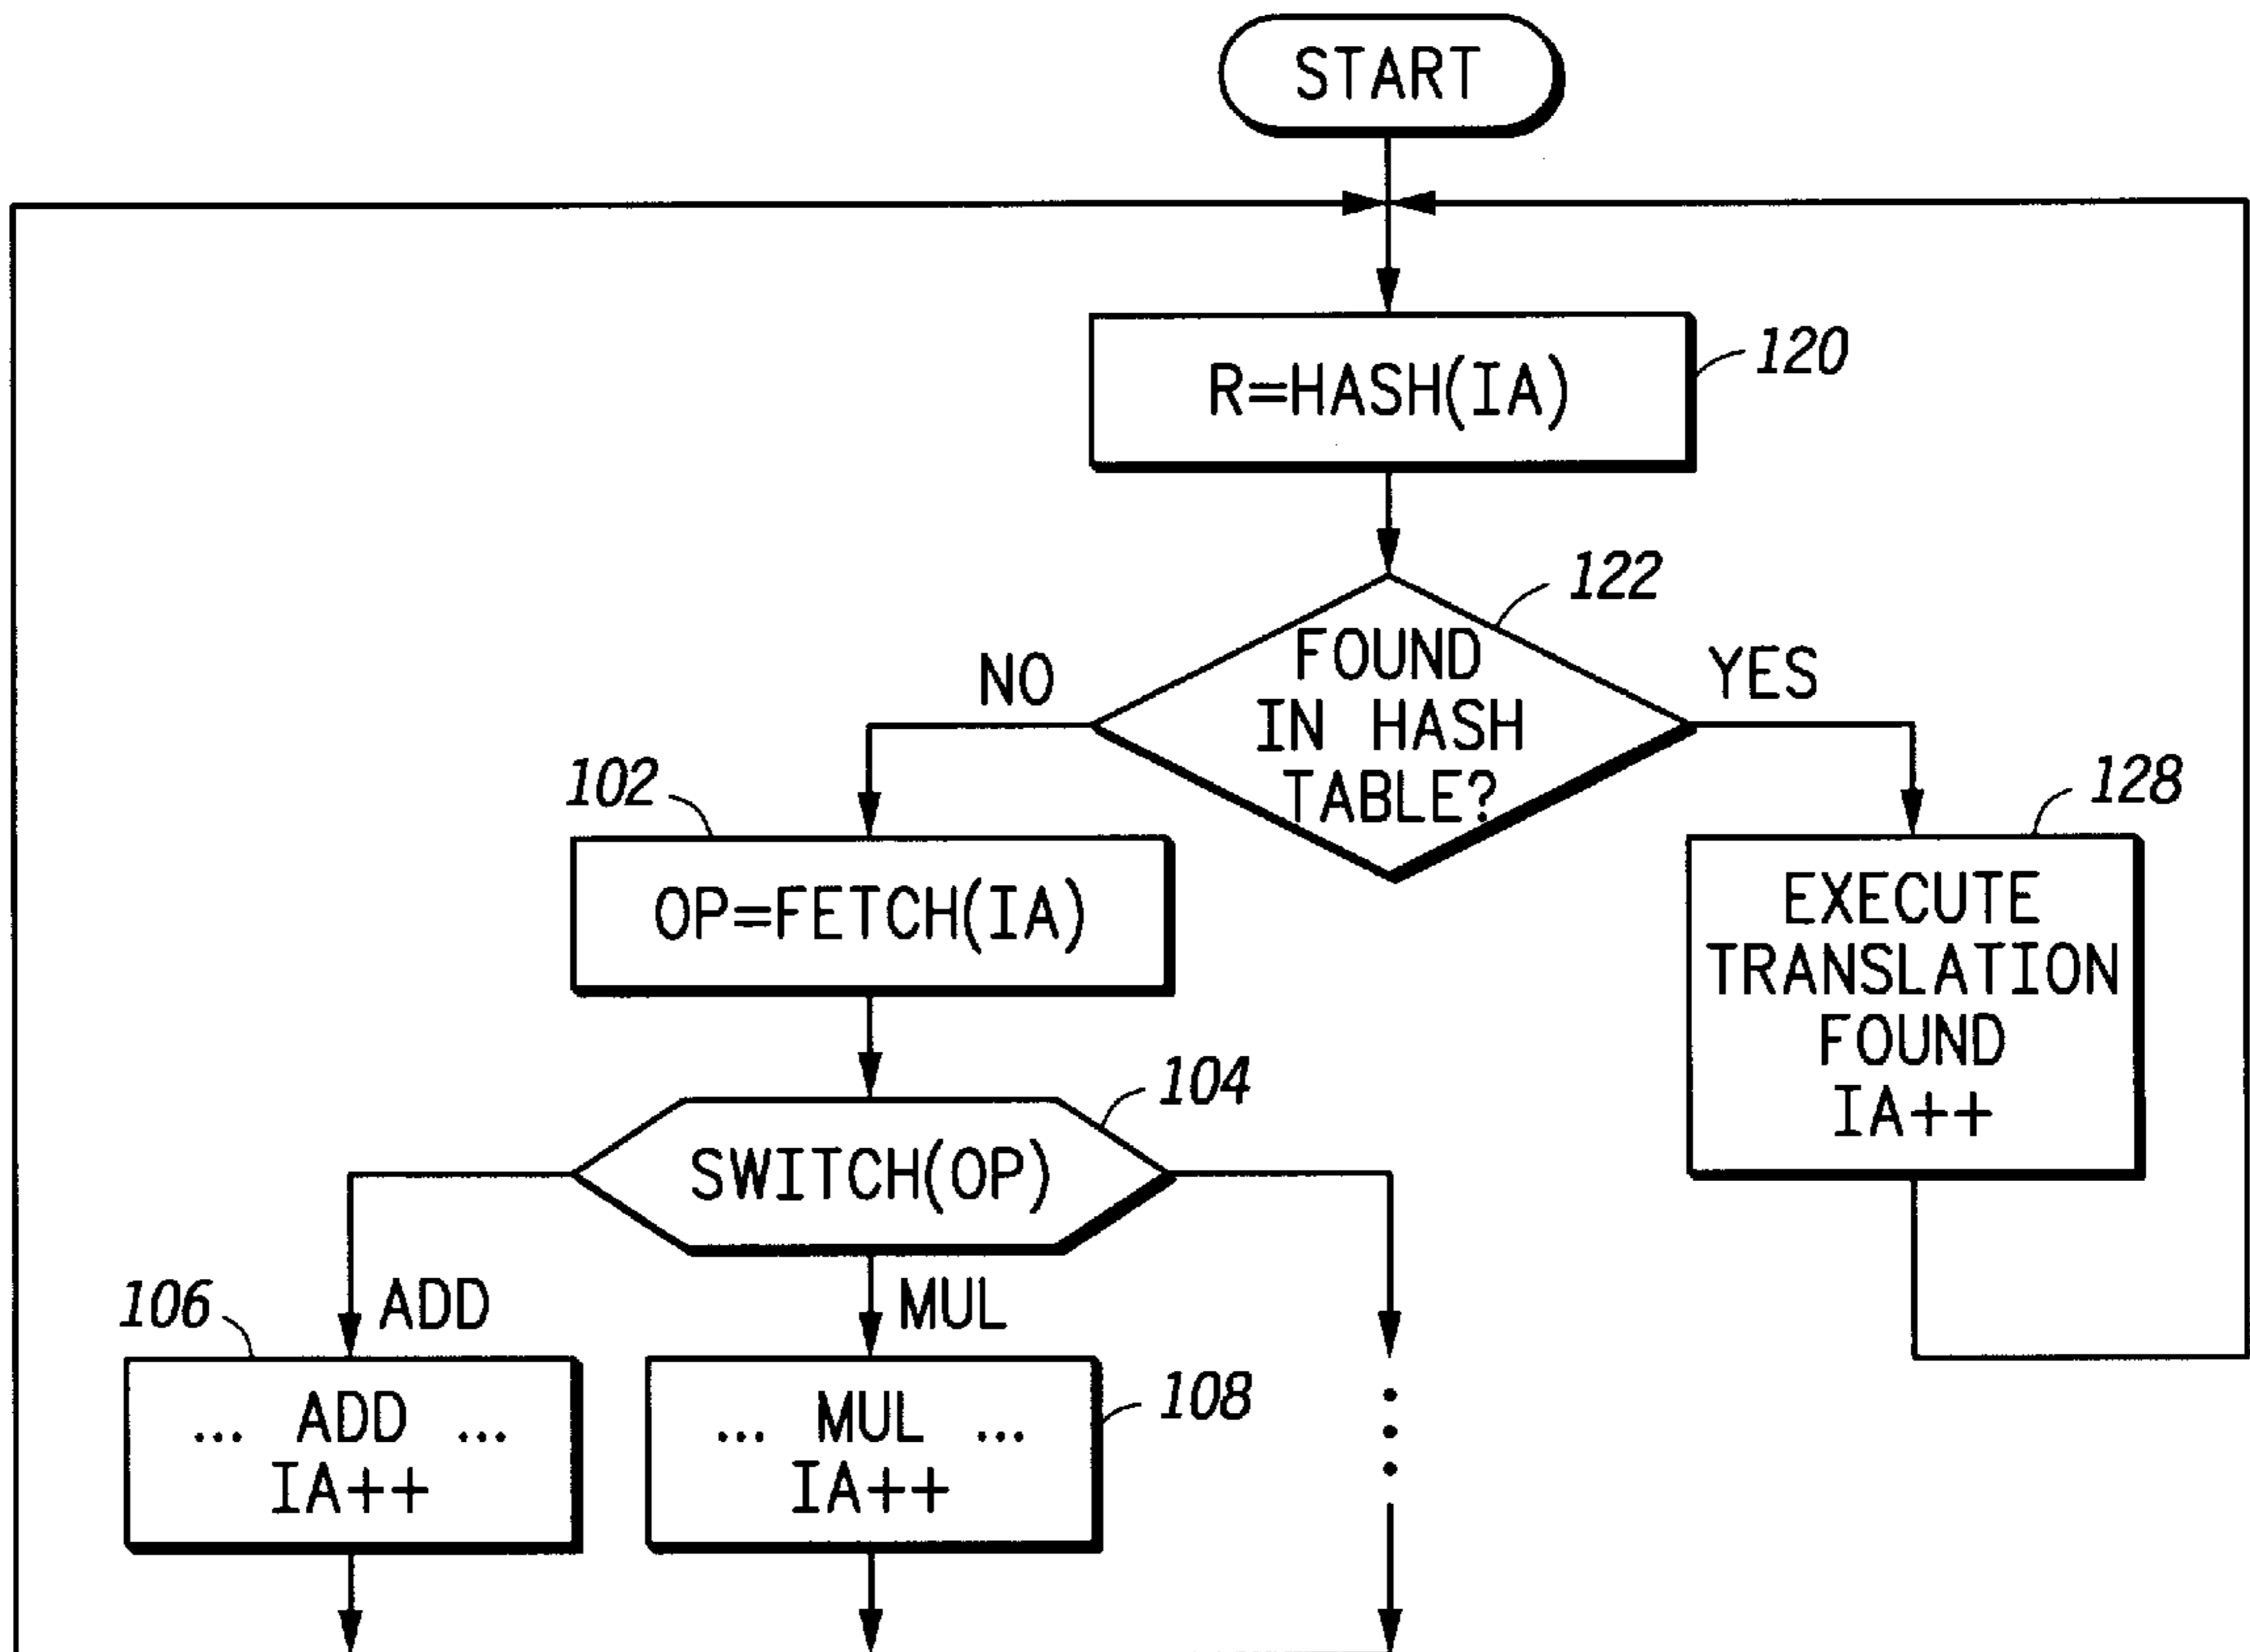 START
R=HASH(IA)
120
122
FOUND
IN HASH
TABLE?
NO
YES
102
OP=FETCH(IA)
128
EXECUTE
TRANSLATION
FOUND
IA++
104
SWITCH(OP)
ADD
MUL
106
... ADD ...
IA++
108
... MUL ...
IA++